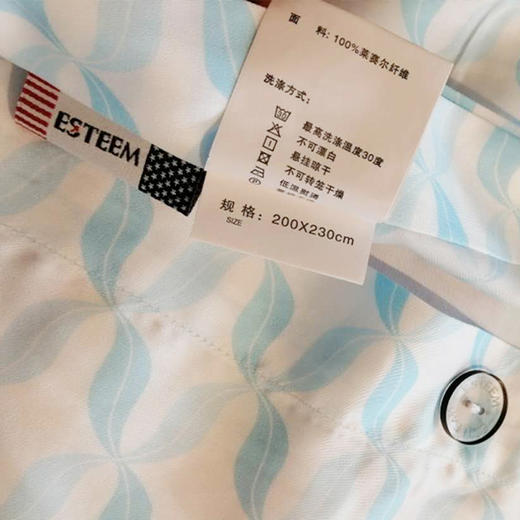 面 料：100%莱赛尔纤维
洗涤方式：
最高洗涤温度30度
不可漂白
悬挂晾干
不可转笼干燥
低温熨烫
规格：200X230cm
SIZE
ESTEEM